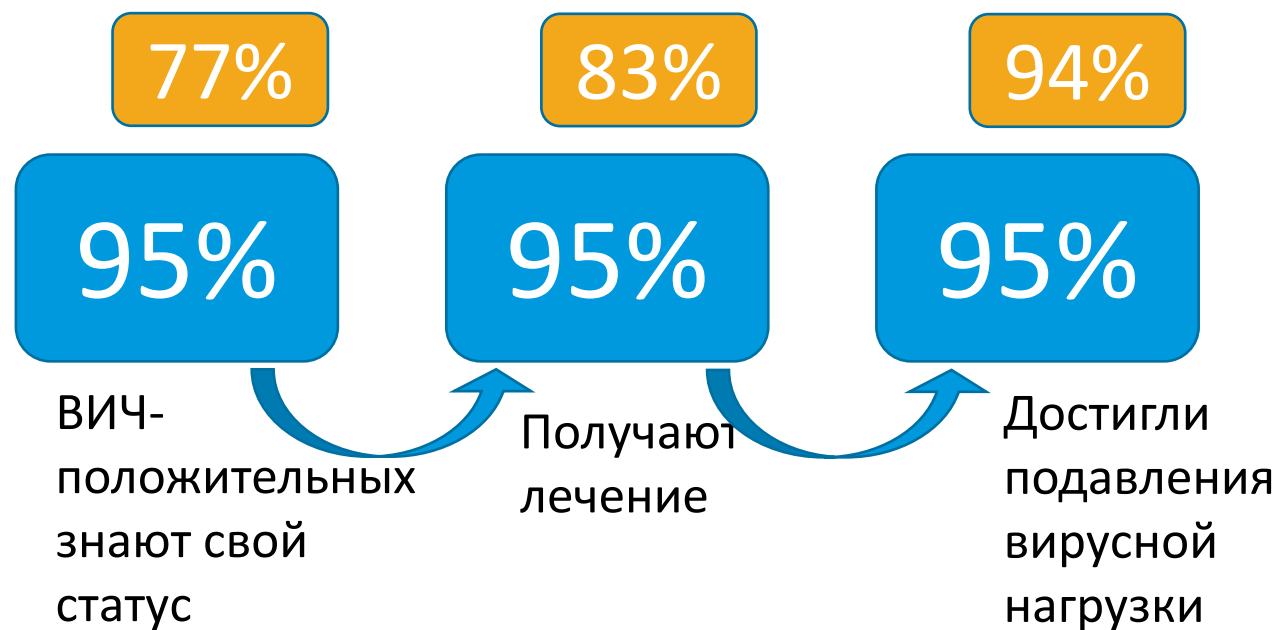 77%
83%
94%
95%
95%
95%
ВИЧ-
положительных
знают свой
статус
Получают
лечение
Достигли
подавления
вирусной
нагрузки